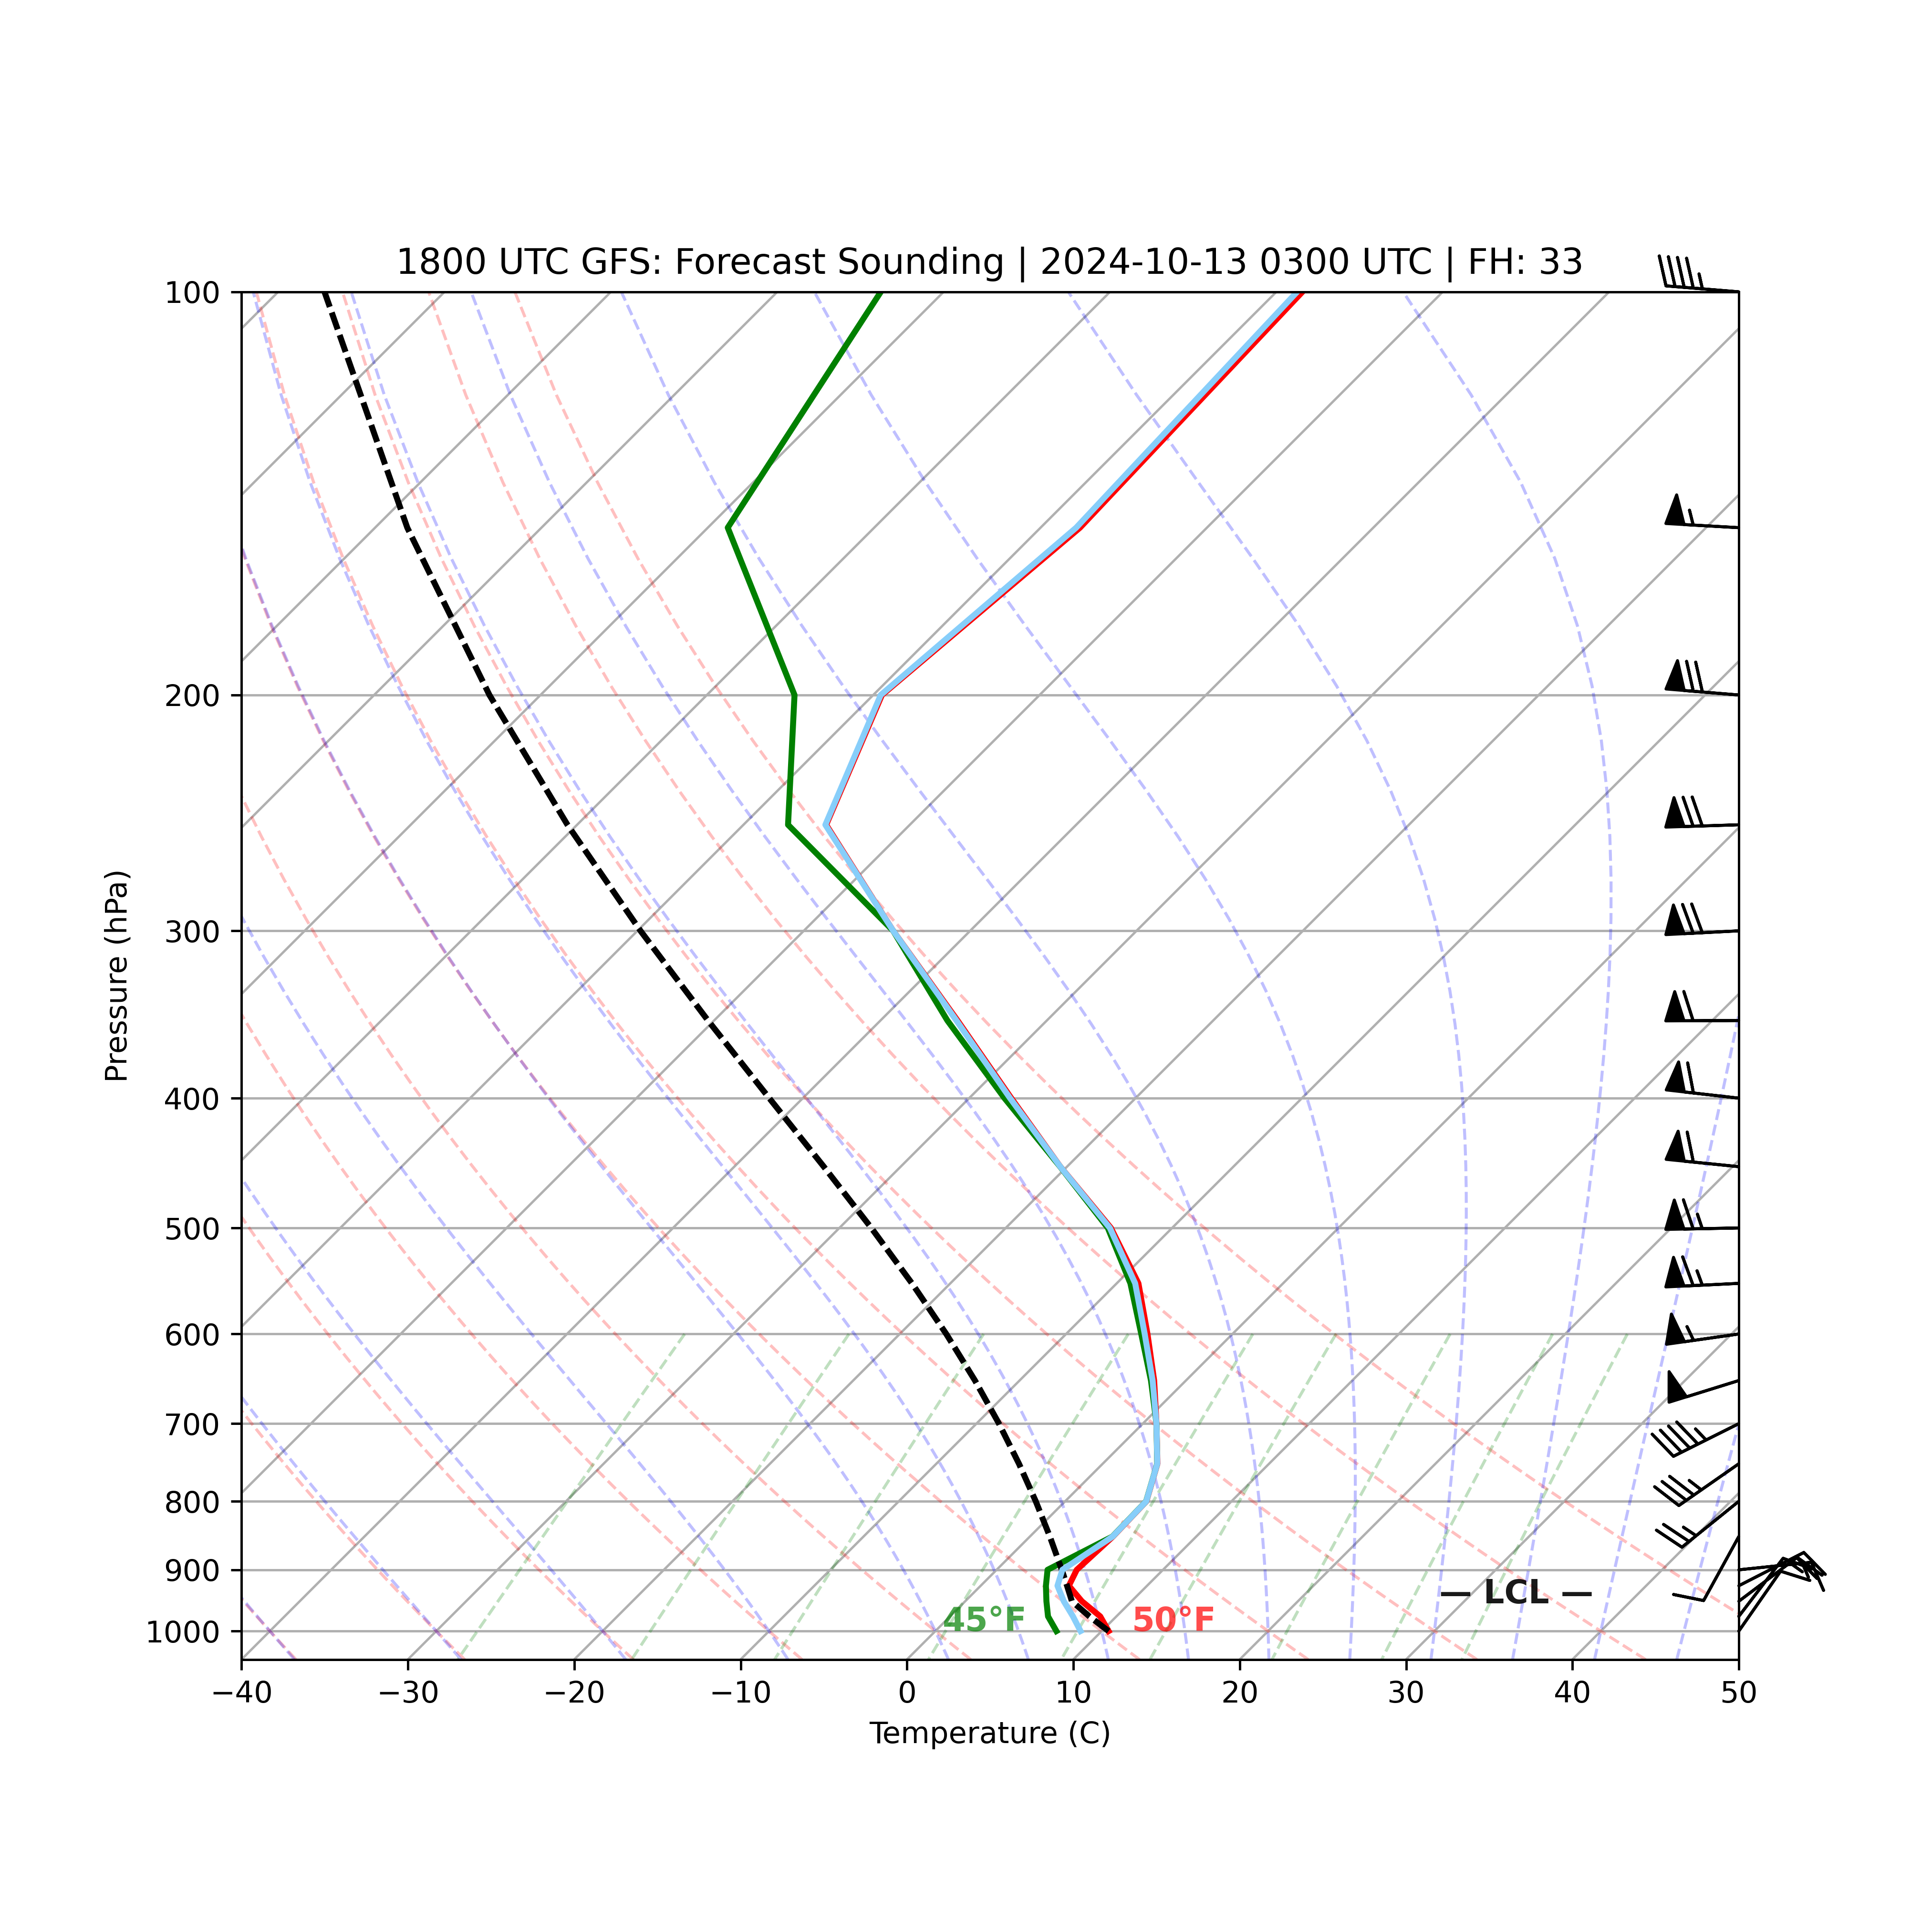 1800 UTC GFS: Forecast Sounding | 2024-10-13 0300 UTC | FH: 33
100
200
300
400
500
600
700
800
900
1000
Pressure (hPa)
45°F
50°F
— LCL —
−40 −30 −20 −10 0 10 20 30 40 50
Temperature (C)